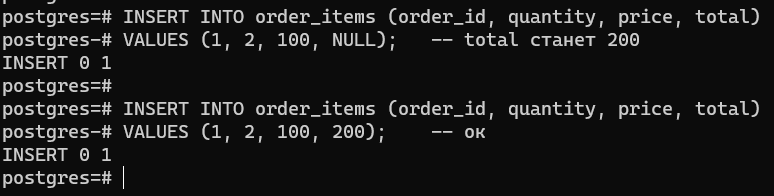 postgres=# INSERT INTO order_items (order_id, quantity, price, total)
postgres-# VALUES (1, 2, 100, NULL);   -- total станет 200
INSERT 0 1
postgres=#
postgres=# INSERT INTO order_items (order_id, quantity, price, total)
postgres-# VALUES (1, 2, 100, 200);    -- ок
INSERT 0 1
postgres=#